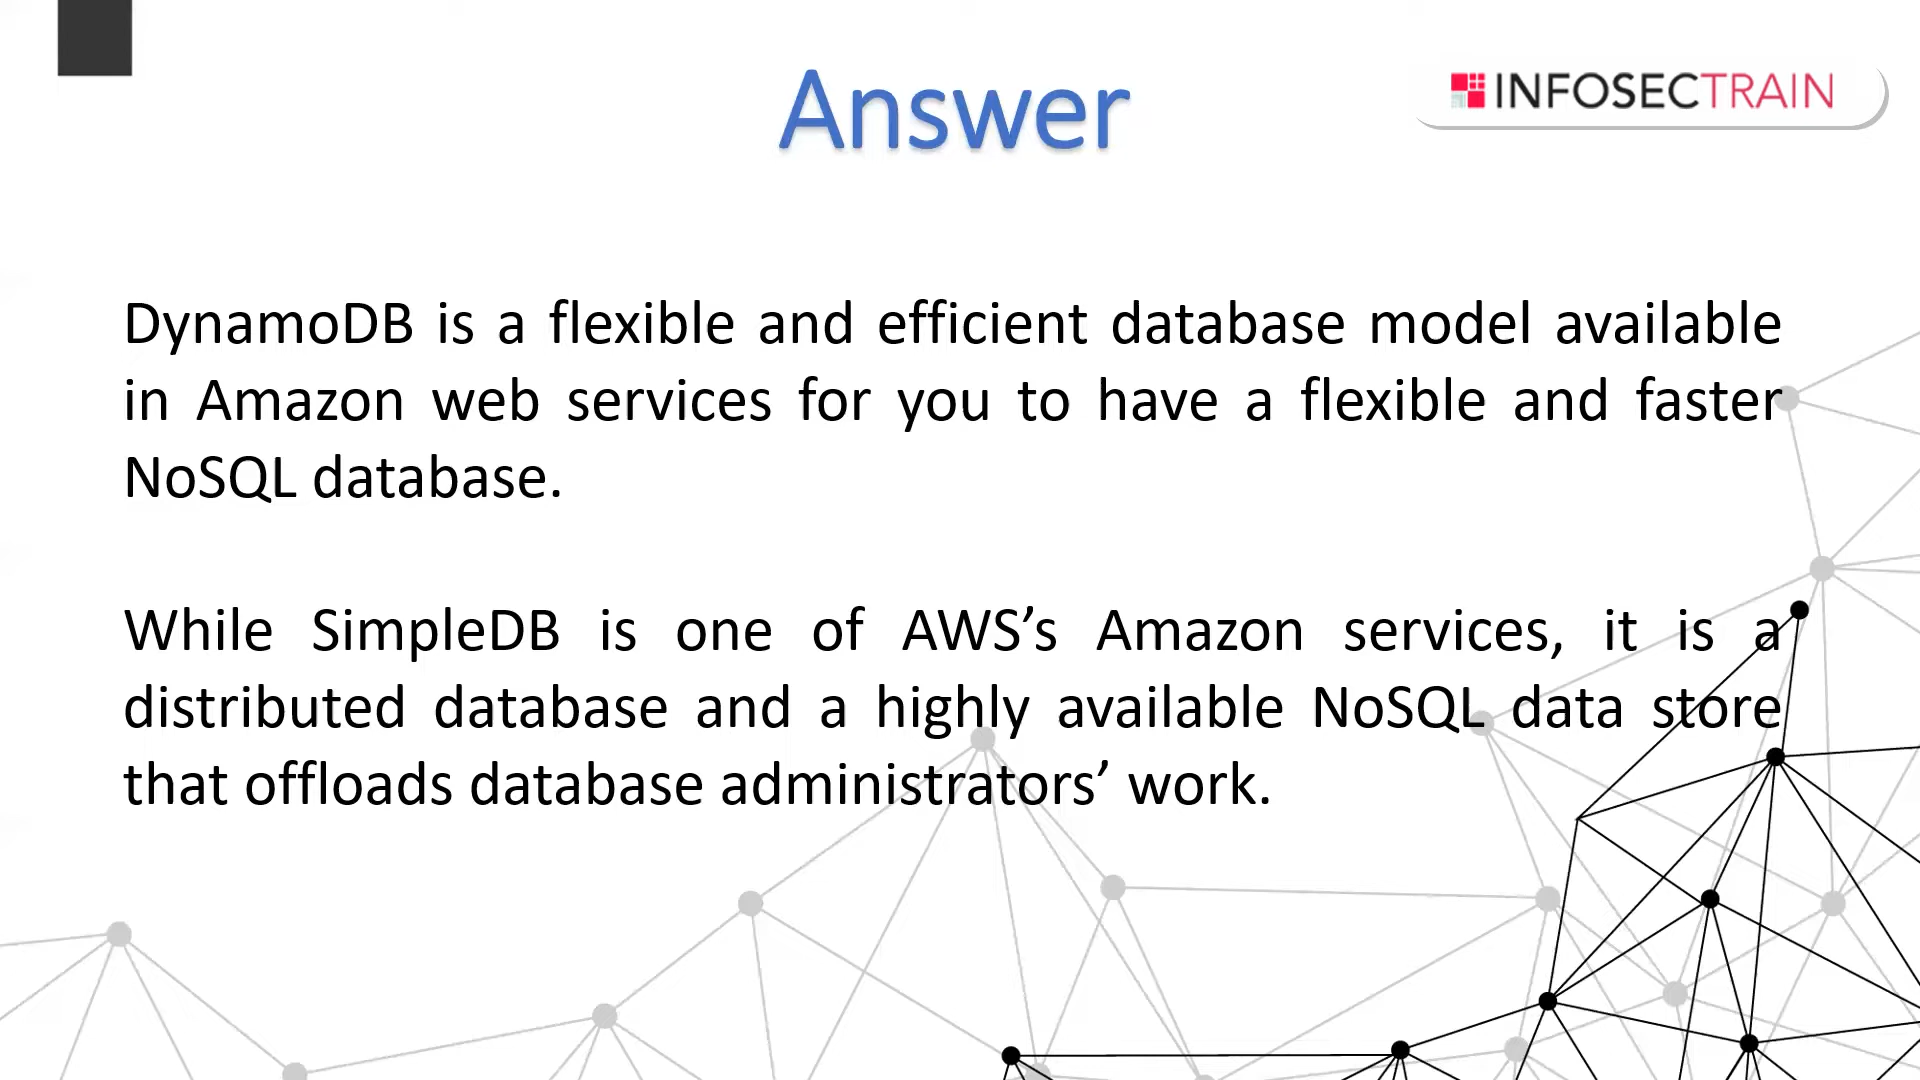 Answer
INFOSECTRAIN
DynamoDB is a flexible and efficient database model available
in Amazon web services for you to have a flexible and faster
NoSQL database.
While SimpleDB is one of AWS’s Amazon services, it is a
distributed database and a highly available NoSQL data store
that offloads database administrators’ work.